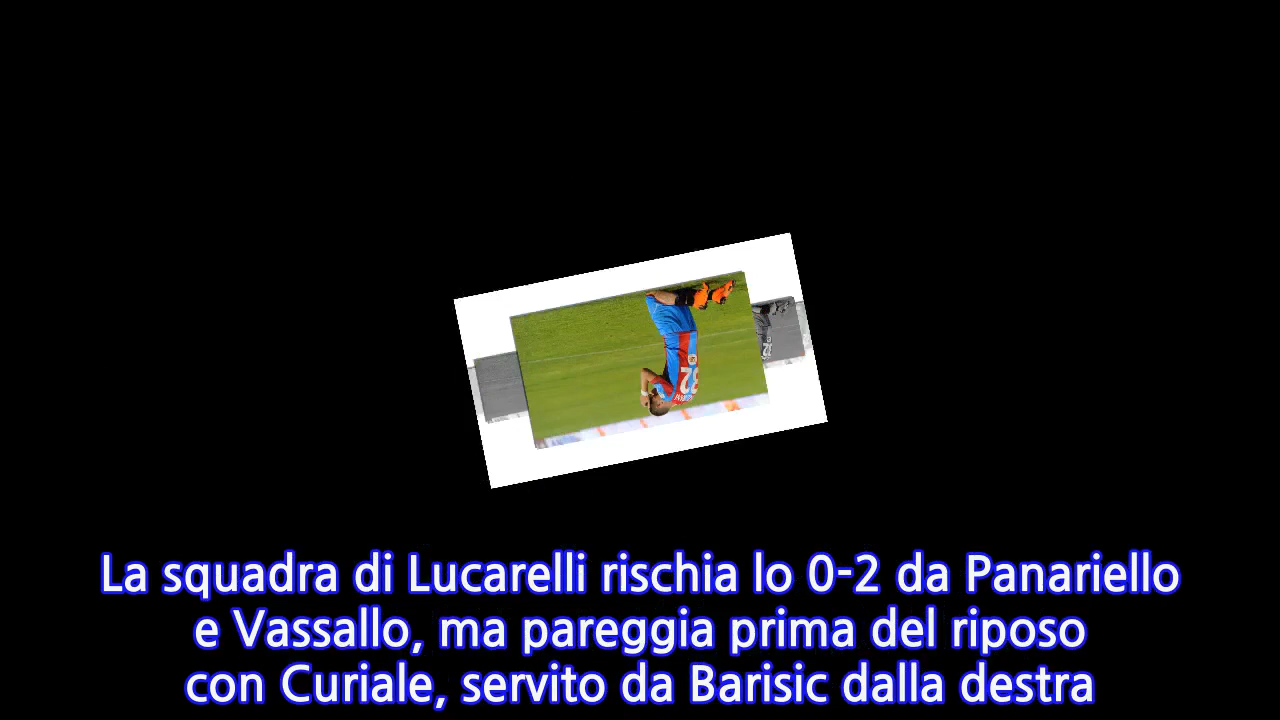 La squadra di Lucarelli rischia lo 0-2 da Panariello
e Vassallo, ma pareggia prima del riposo
con Curiale, servito da Barisic dalla destra